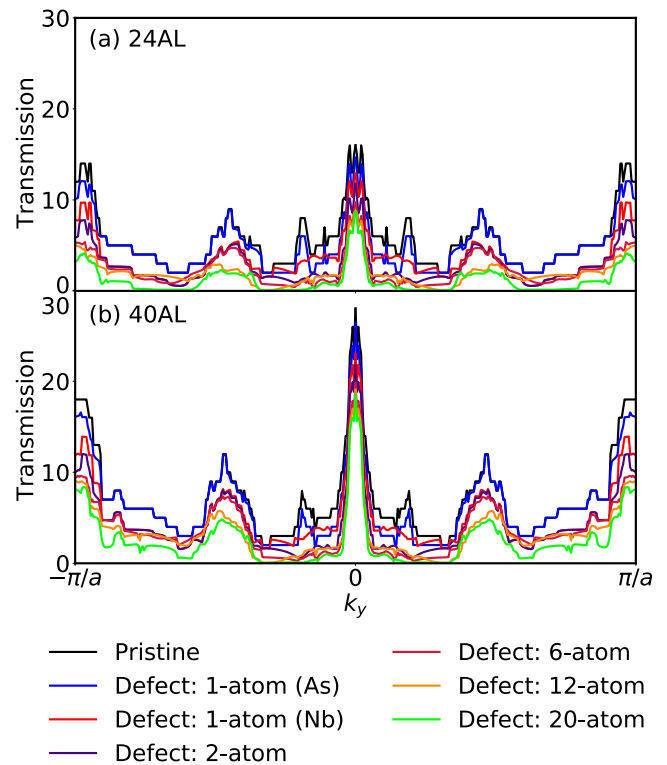 30
(a) 24AL
20
Transmission
10
0
30
(b) 40AL
20
Transmission
10
0
−π/a
0
π/a
k_y
Pristine
Defect: 6-atom
Defect: 1-atom (As)
Defect: 12-atom
Defect: 1-atom (Nb)
Defect: 20-atom
Defect: 2-atom